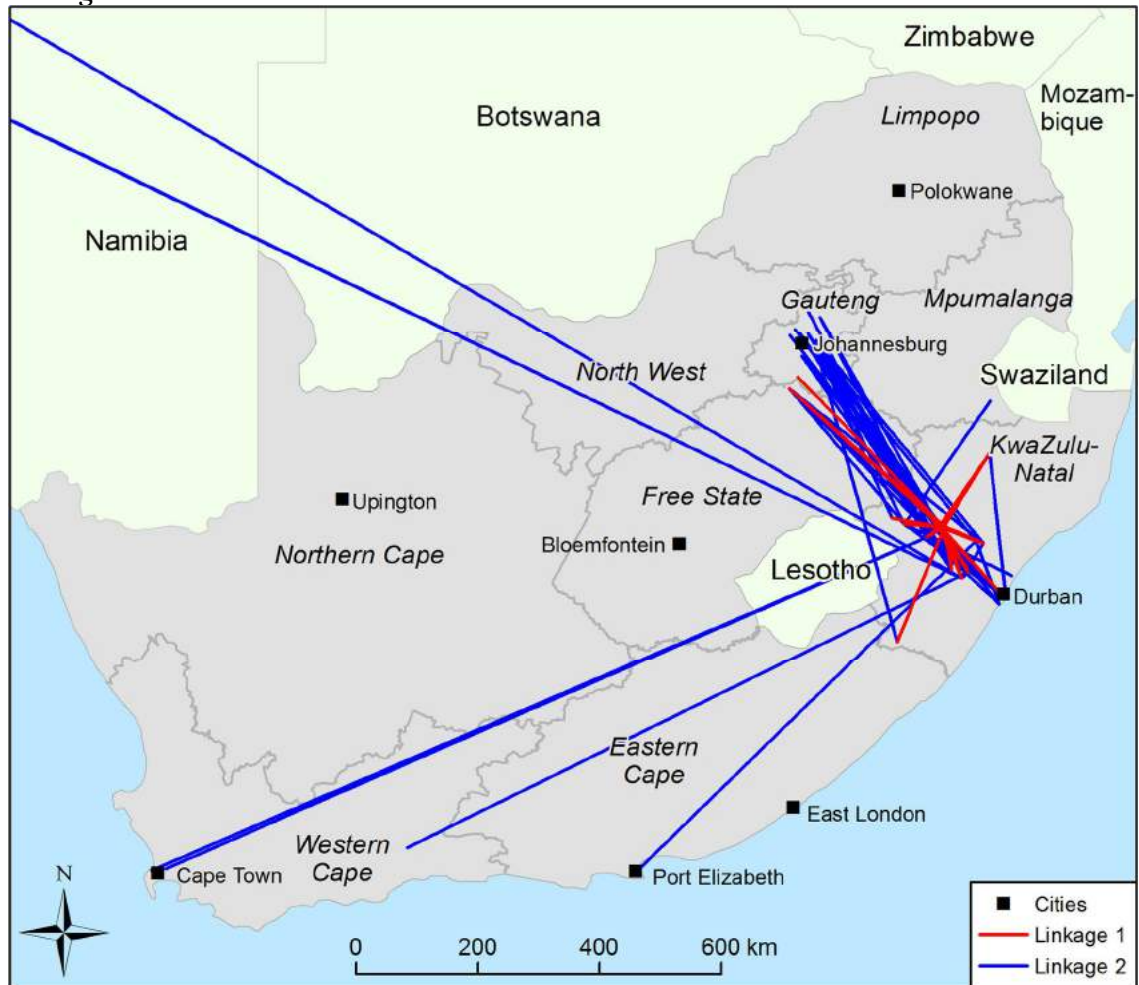 Zimbabwe
Mozam-
bique
Botswana
Limpopo
Polokwane
Namibia
Gauteng
Mpumalanga
Johannesburg
North West
Swaziland
KwaZulu-
Natal
Upington
Free State
Northern Cape
Bloemfontein
Lesotho
Durban
Eastern
Cape
East London
Western
Cape
Cape Town
Port Elizabeth
N
0 200 400 600 km
Cities
Linkage 1
Linkage 2